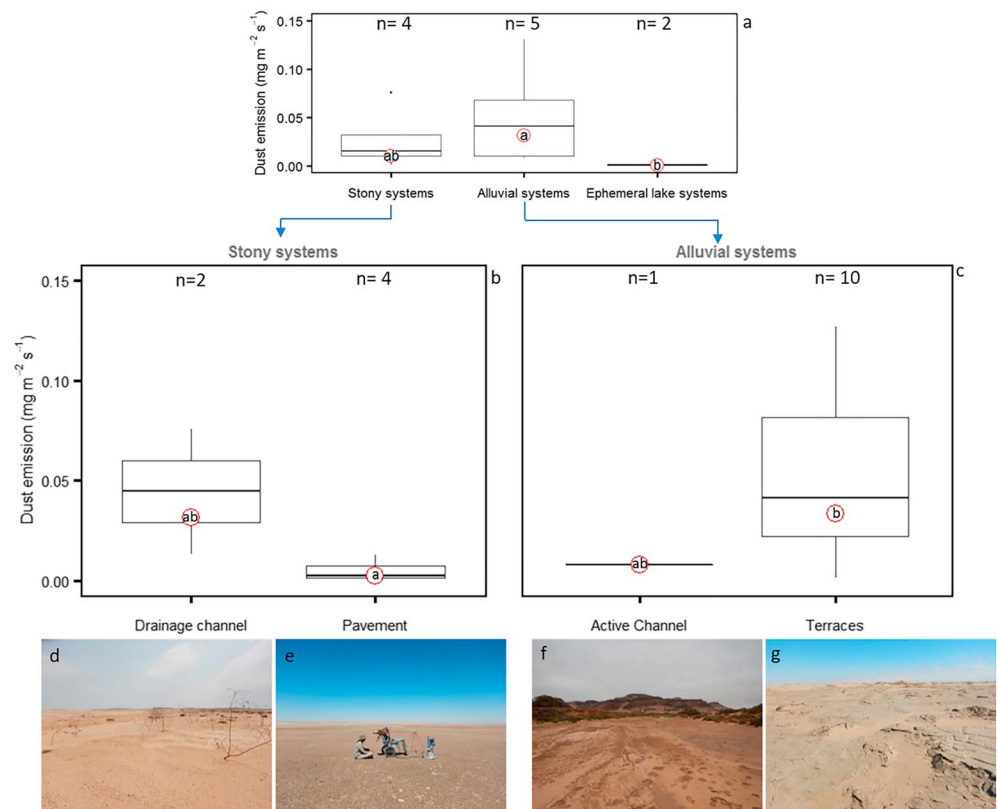 n= 4
n= 5
n= 2
a
Dust emission (mg m⁻² s⁻¹)
0.15
0.10
0.05
0.00
ab
a
b
Stony systems
Alluvial systems
Ephemeral lake systems
Stony systems
n=2
n= 4
b
Dust emission (mg m⁻² s⁻¹)
0.15
0.10
0.05
0.00
ab
a
Drainage channel
Pavement
Alluvial systems
n=1
n= 10
c
ab
b
Active Channel
Terraces
d
e
f
g